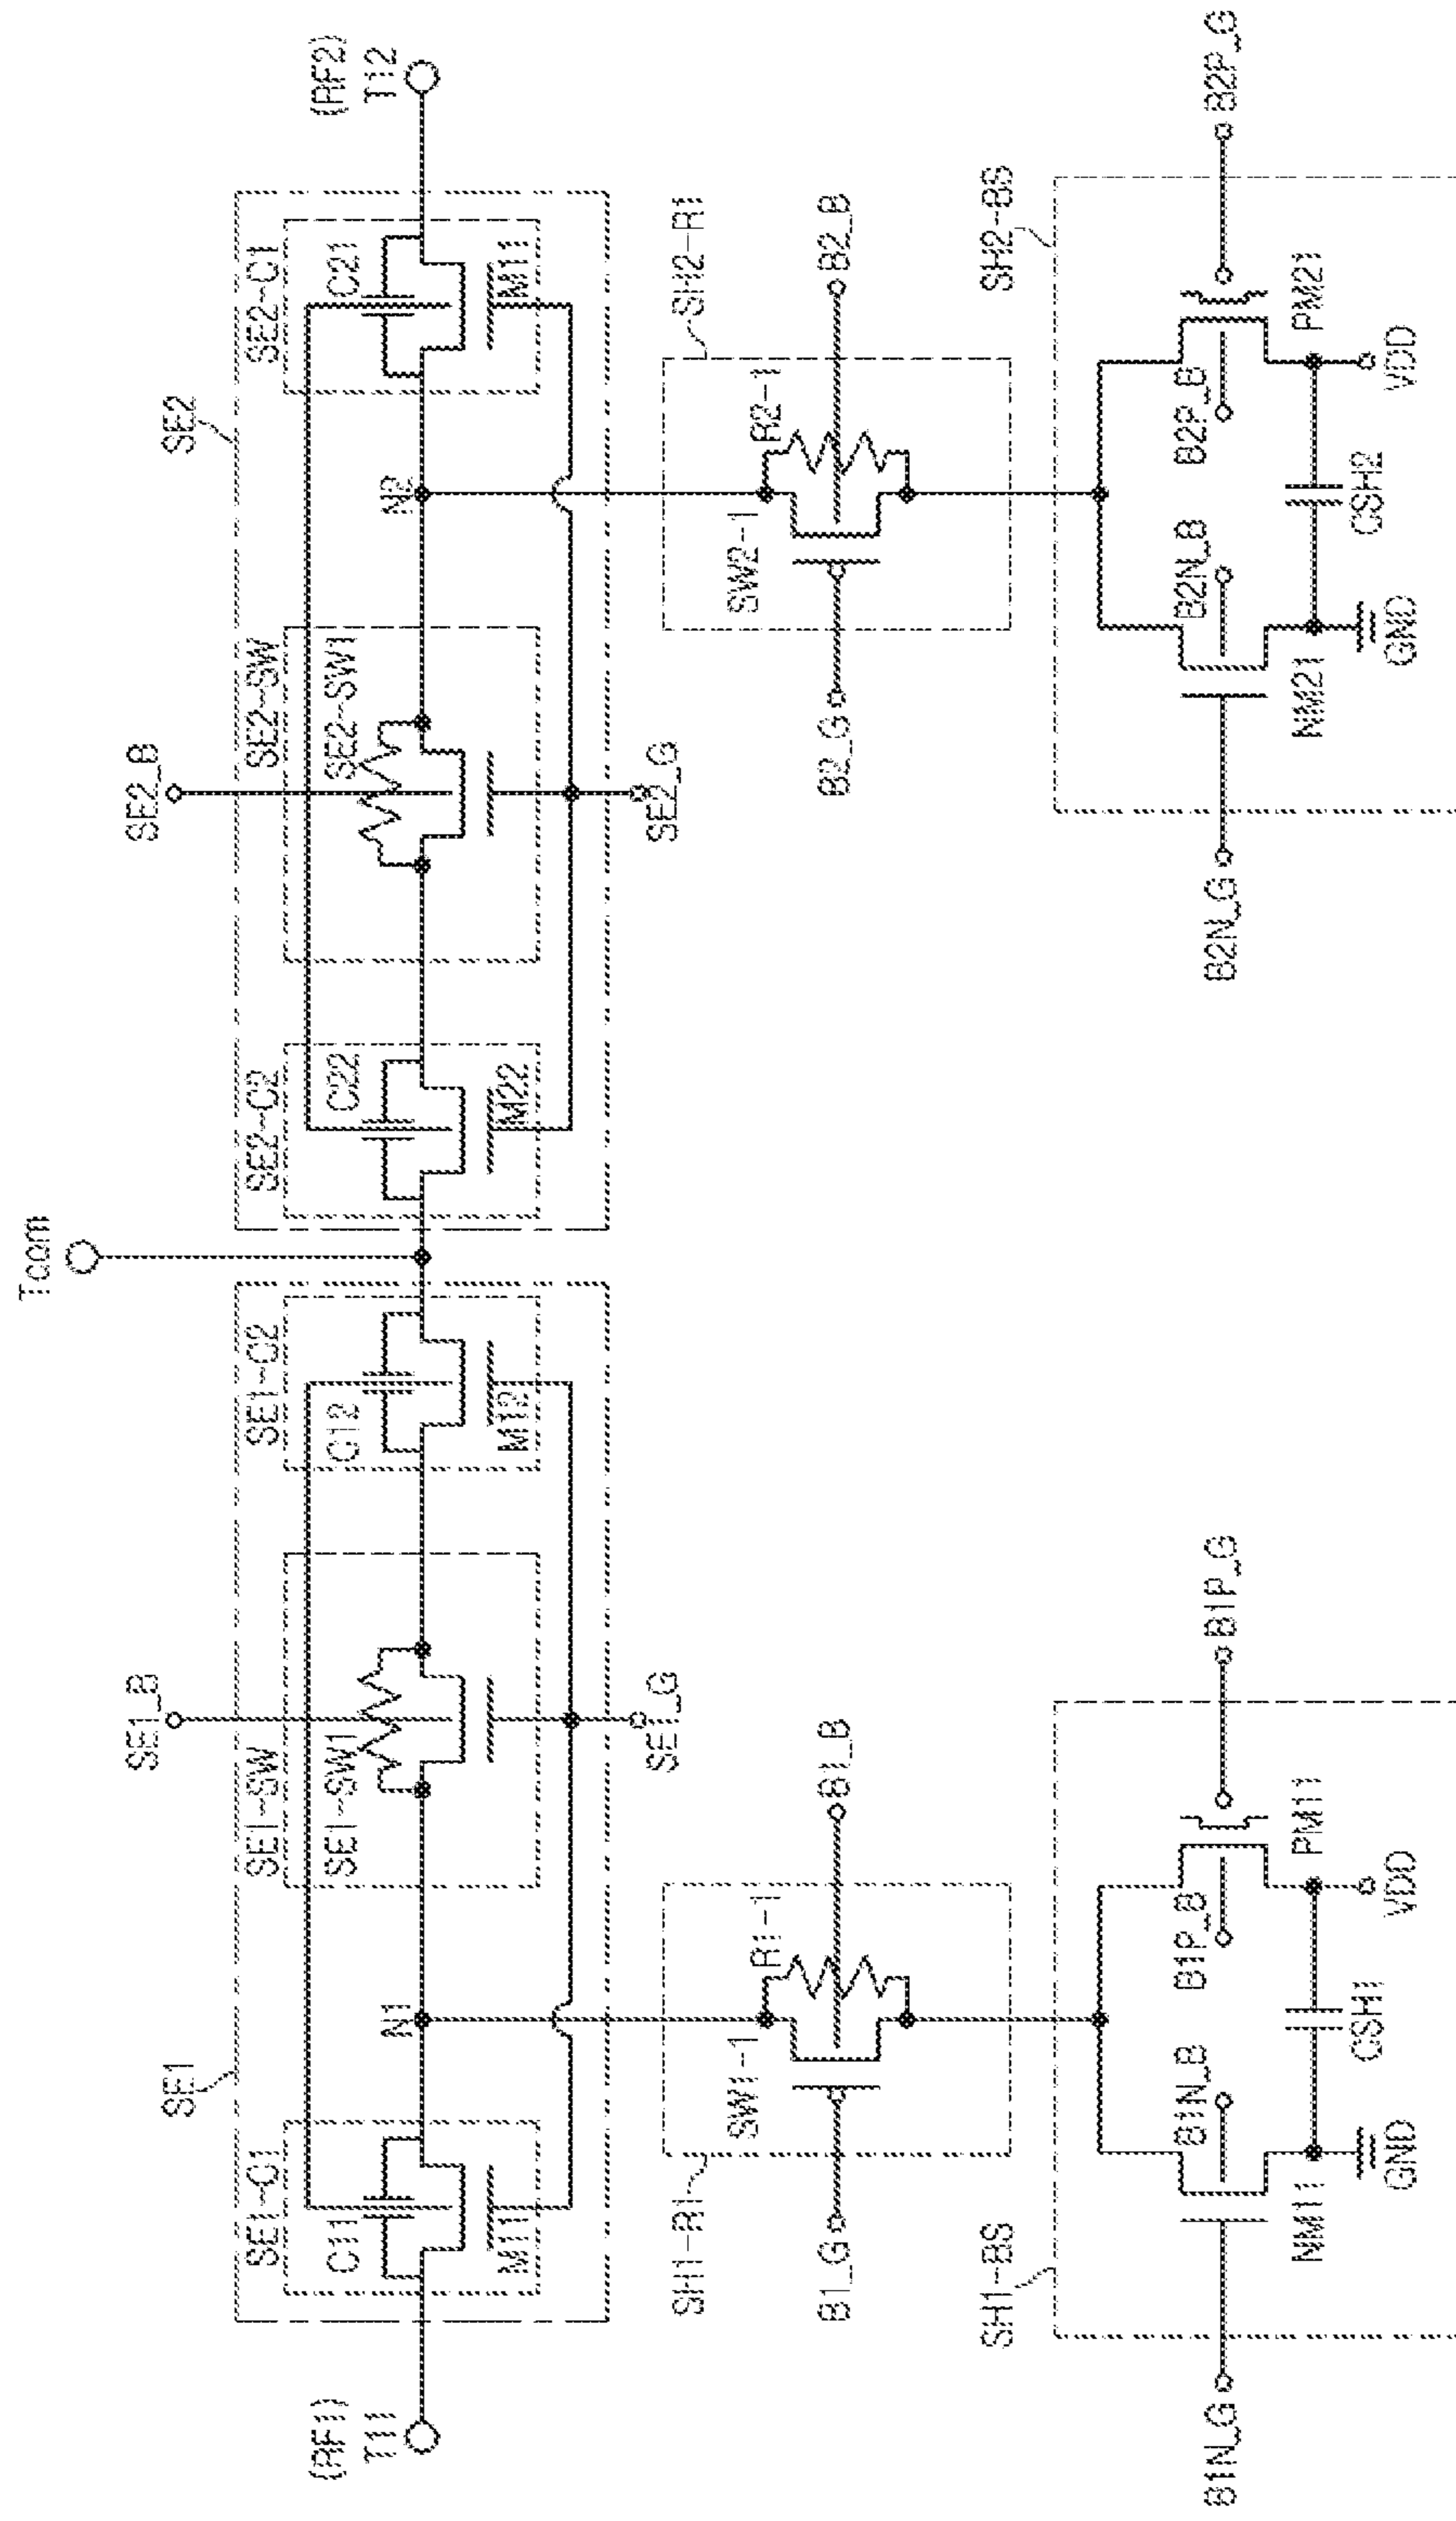 Tcom
SE1
SE1_B
SE1-C1
SE1-SW
SE1-C2
C11
SE1-SW1
C12
(RF1)
T11
N1
M11
M12
SE1_G
SE2
SE2_B
SE2-C2
SE2-SW
SE2-C1
C22
SE2-SW1
C21
(RF2)
T12
N2
M22
M11
SE2_G
SH1-R1
SW1-1
R1-1
B1_G
B1_B
SH2-R1
SW2-1
R2-1
B2_G
B2_B
SH1-BS
B1N_G
B1N_B
B1P_B
B1P_G
NM11
PM11
GND
CSH1
VDD
SH2-BS
B2N_G
B2N_B
B2P_B
B2P_G
NM21
PM21
GND
CSH2
VDD